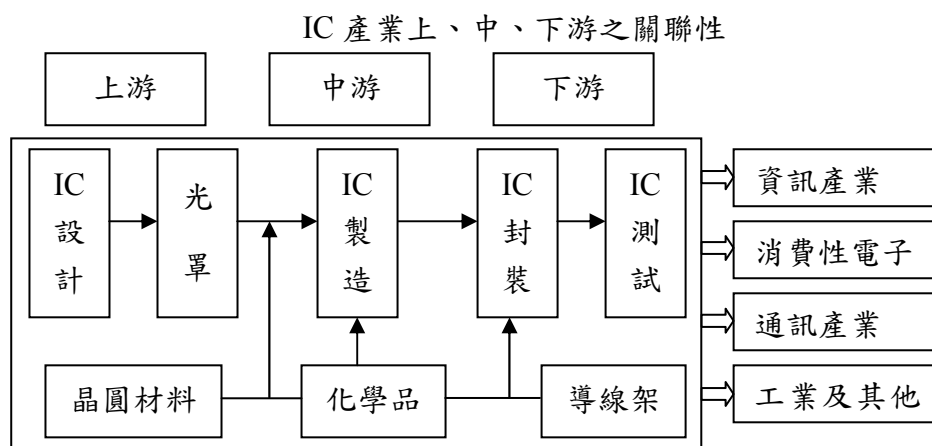 IC 產業上、中、下游之關聯性
上游
中游
下游
IC
設
計
光
罩
IC
製
造
IC
封
裝
IC
測
試
資訊產業
消費性電子
通訊產業
工業及其他
晶圓材料
化學品
導線架